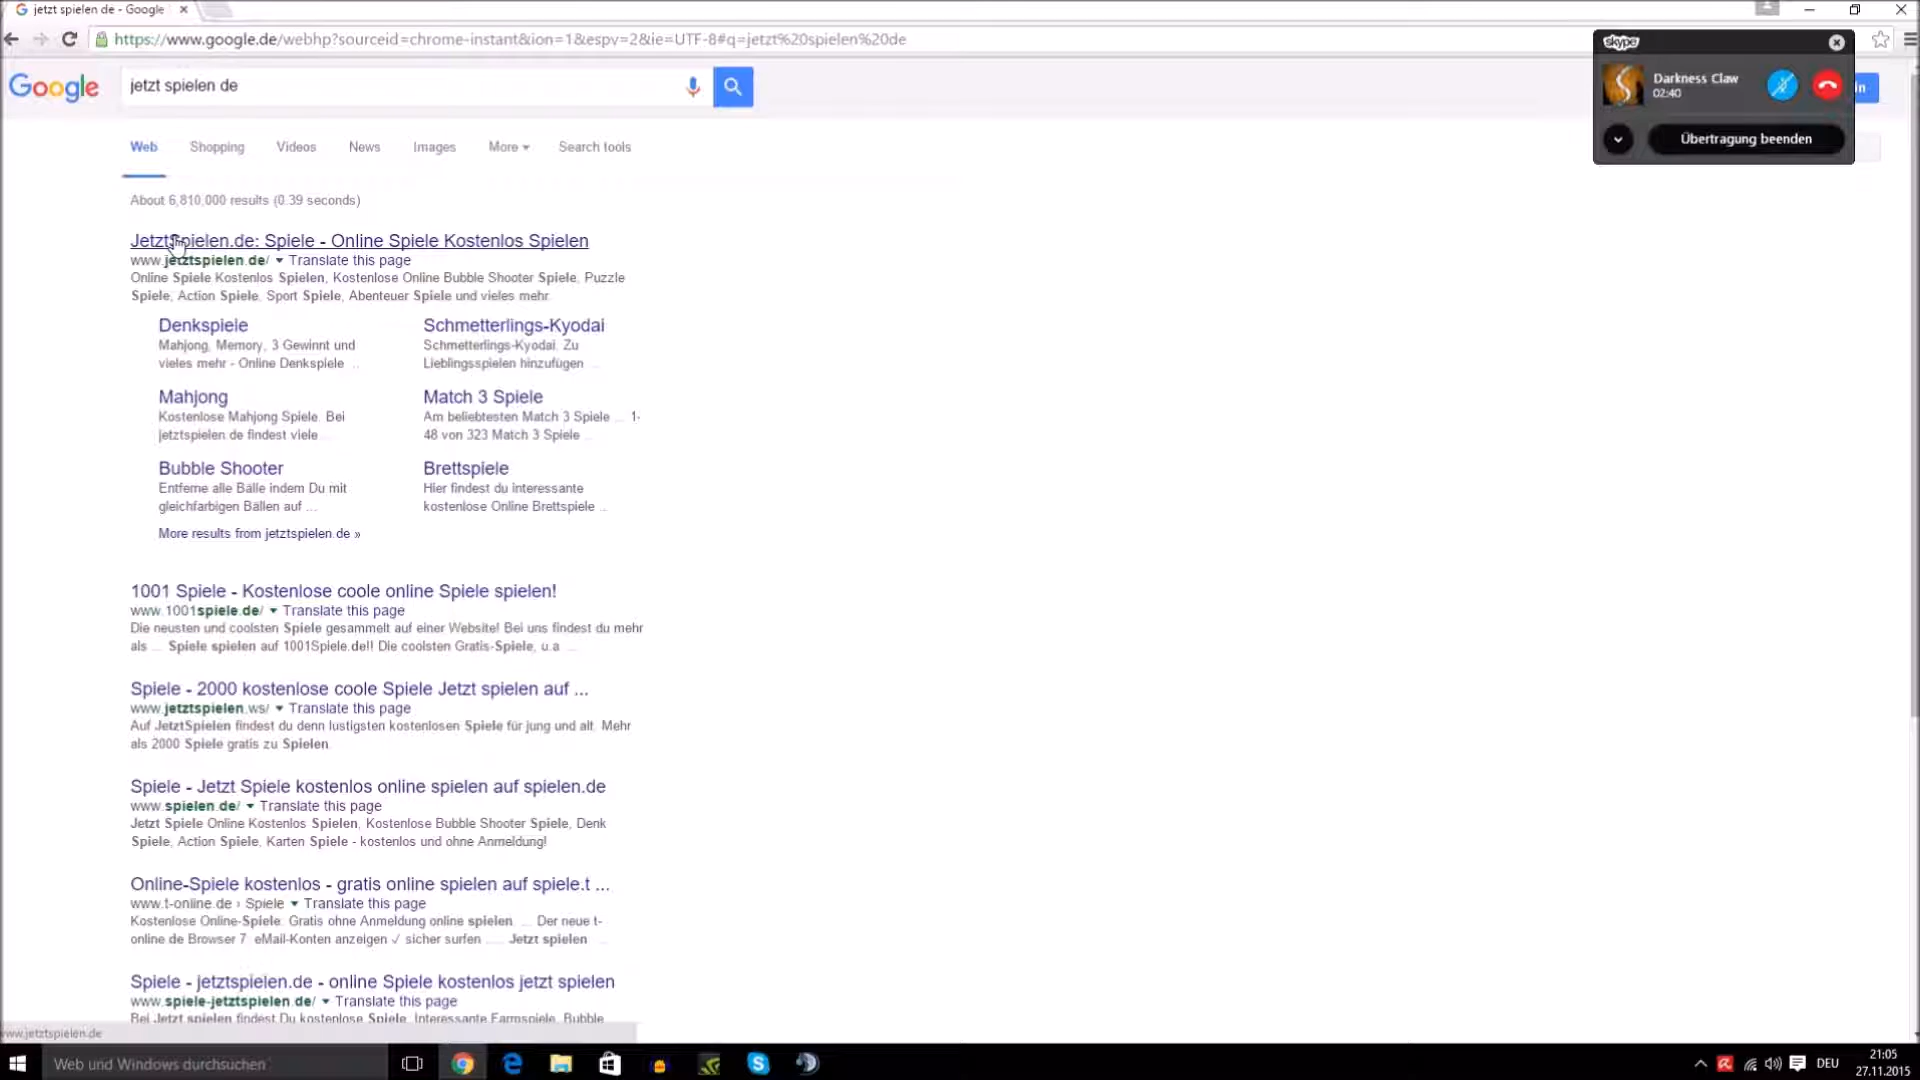 jetzt spielen de - Google
https://www.google.de/webhp?sourceid=chrome-instant&ion=1&espv=2&ie=UTF-8#q=jetzt%20spielen%20de
Google
jetzt spielen de
skype
Darkness Claw
02:40
in
Übertragung beenden
Web Shopping Videos News Images More Search tools
About 6,810,000 results (0.39 seconds)
JetztSpielen.de: Spiele - Online Spiele Kostenlos Spielen
www.jetztspielen.de/ Translate this page
Online Spiele Kostenlos Spielen, Kostenlose Online Bubble Shooter Spiele, Puzzle
Spiele, Action Spiele, Sport Spiele, Abenteuer Spiele und vieles mehr.
Denkspiele
Mahjong, Memory, 3 Gewinnt und
vieles mehr - Online Denkspiele ...
Schmetterlings-Kyodai
Schmetterlings-Kyodai. Zu
Lieblingsspielen hinzufügen ...
Mahjong
Kostenlose Mahjong Spiele. Bei
jetztspielen.de findest viele ...
Match 3 Spiele
Am beliebtesten Match 3 Spiele ... 1-
48 von 323 Match 3 Spiele ...
Bubble Shooter
Entferne alle Bälle indem Du mit
gleichfarbigen Bällen auf ...
Brettspiele
Hier findest du interessante
kostenlose Online Brettspiele ...
More results from jetztspielen.de »
1001 Spiele - Kostenlose coole online Spiele spielen!
www.1001spiele.de/ Translate this page
Die neusten und coolsten Spiele gesammelt auf einer Website! Bei uns findest du mehr
als ... Spiele spielen auf 1001Spiele.de!! Die coolsten Gratis-Spiele, u.a. ...
Spiele - 2000 kostenlose coole Spiele Jetzt spielen auf ...
www.jetztspielen.ws/ Translate this page
Auf JetztSpielen findest du denn lustigsten kostenlosen Spiele für jung und alt. Mehr
als 2000 Spiele gratis zu Spielen.
Spiele - Jetzt Spiele kostenlos online spielen auf spielen.de
www.spielen.de/ Translate this page
Jetzt Spiele Online Kostenlos Spielen, Kostenlose Bubble Shooter Spiele, Denk
Spiele, Action Spiele, Karten Spiele - kostenlos und ohne Anmeldung!
Online-Spiele kostenlos - gratis online spielen auf spiele.t ...
www.t-online.de › Spiele Translate this page
Kostenlose Online-Spiele: Gratis ohne Anmeldung online spielen. ... Der neue t-
online.de Browser 7. eMail-Konten anzeigen ✓ sicher surfen ..... Jetzt spielen ...
Spiele - jetztspielen.de - online Spiele kostenlos jetzt spielen
www.spiele-jetztspielen.de/ Translate this page
Bei Jetzt spielen findest Du kostenlose Spiele, Interessante Farmspiele, Bubble
www.jetztspielen.de
Web und Windows durchsuchen
DEU
21:05
27.11.2015